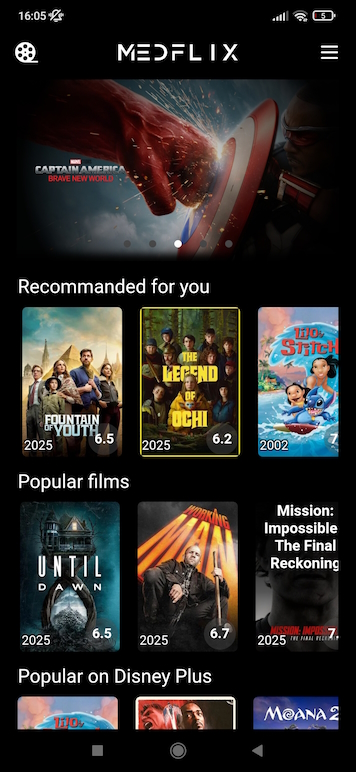 16:05
5
MEDFLIX
MARVEL
CAPTAIN AMERICA
BRAVE NEW WORLD
Recommanded for you
FOUNTAIN
OF YOUTH
2025
6.5
THE
LEGEND
OF
OCHI
2025
6.2
Lilo
Stitch
2002
7.
Popular films
UNTIL
DAWN
2025
6.5
WORKING
MAN
2025
6.7
Mission:
Impossible
The Final
Reckoning
MISSION: IMPOSSI
THE FINAL RECKON
2025
7.
Popular on Disney Plus
Lilo
MOANA 2